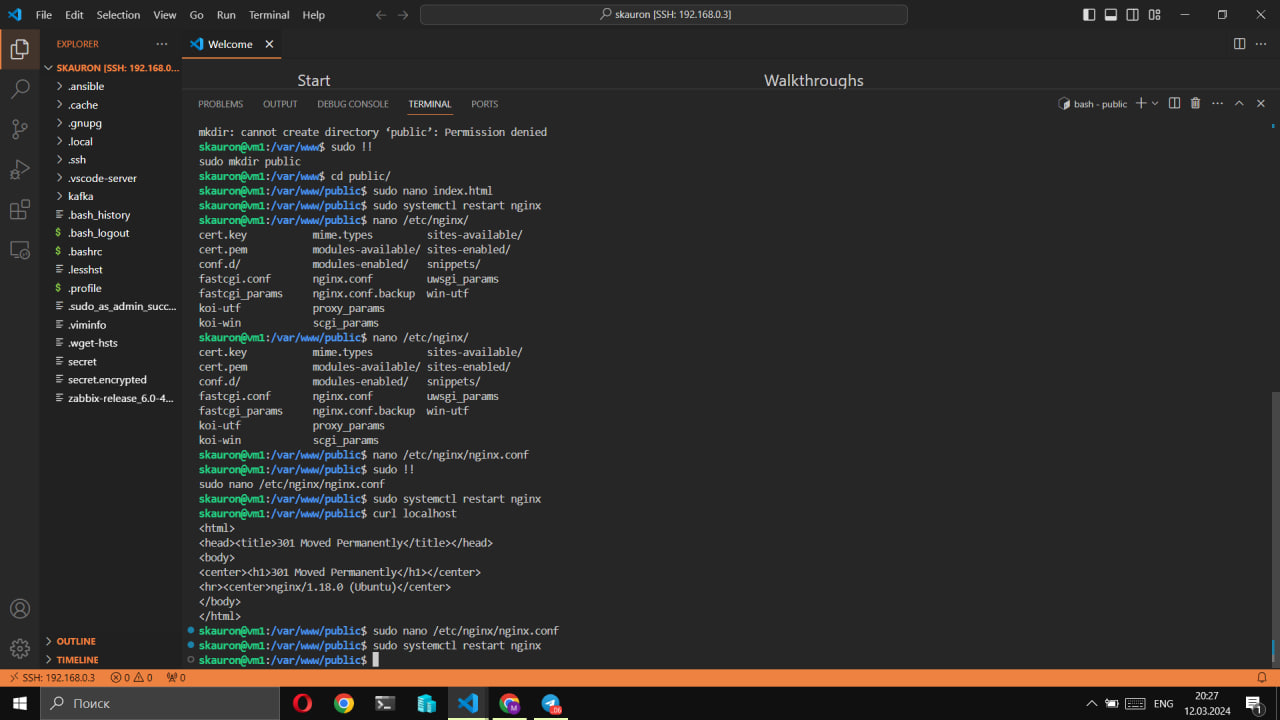 File Edit Selection View Go Run Terminal Help
skauron [SSH: 192.168.0.3]
EXPLORER
SKAURON [SSH: 192.168.0...
.ansible
.cache
.gnupg
.local
.ssh
.vscode-server
kafka
.bash_history
$ .bash_logout
$ .bashrc
.lesshst
$ .profile
.sudo_as_admin_succ...
.viminfo
.wget-hsts
secret
secret.encrypted
zabbix-release_6.0-4...
OUTLINE
TIMELINE
Welcome
Start
Walkthroughs
PROBLEMS OUTPUT DEBUG CONSOLE TERMINAL PORTS
bash - public
mkdir: cannot create directory ‘public’: Permission denied
skauron@vm1:/var/www$ sudo !!
sudo mkdir public
skauron@vm1:/var/www$ cd public/
skauron@vm1:/var/www/public$ sudo nano index.html
skauron@vm1:/var/www/public$ sudo systemctl restart nginx
skauron@vm1:/var/www/public$ nano /etc/nginx/
cert.key mime.types sites-available/
cert.pem modules-available/ sites-enabled/
conf.d/ modules-enabled/ snippets/
fastcgi.conf nginx.conf uwsgi_params
fastcgi_params nginx.conf.backup win-utf
koi-utf proxy_params
koi-win scgi_params
skauron@vm1:/var/www/public$ nano /etc/nginx/
cert.key mime.types sites-available/
cert.pem modules-available/ sites-enabled/
conf.d/ modules-enabled/ snippets/
fastcgi.conf nginx.conf uwsgi_params
fastcgi_params nginx.conf.backup win-utf
koi-utf proxy_params
koi-win scgi_params
skauron@vm1:/var/www/public$ nano /etc/nginx/nginx.conf
skauron@vm1:/var/www/public$ sudo !!
sudo nano /etc/nginx/nginx.conf
skauron@vm1:/var/www/public$ sudo systemctl restart nginx
skauron@vm1:/var/www/public$ curl localhost
<html>
<head><title>301 Moved Permanently</title></head>
<body>
<center><h1>301 Moved Permanently</h1></center>
<hr><center>nginx/1.18.0 (Ubuntu)</center>
</body>
</html>
skauron@vm1:/var/www/public$ sudo nano /etc/nginx/nginx.conf
skauron@vm1:/var/www/public$ sudo systemctl restart nginx
skauron@vm1:/var/www/public$
SSH: 192.168.0.3 0 0 0
Поиск
06
ENG
20:27
12.03.2024
1